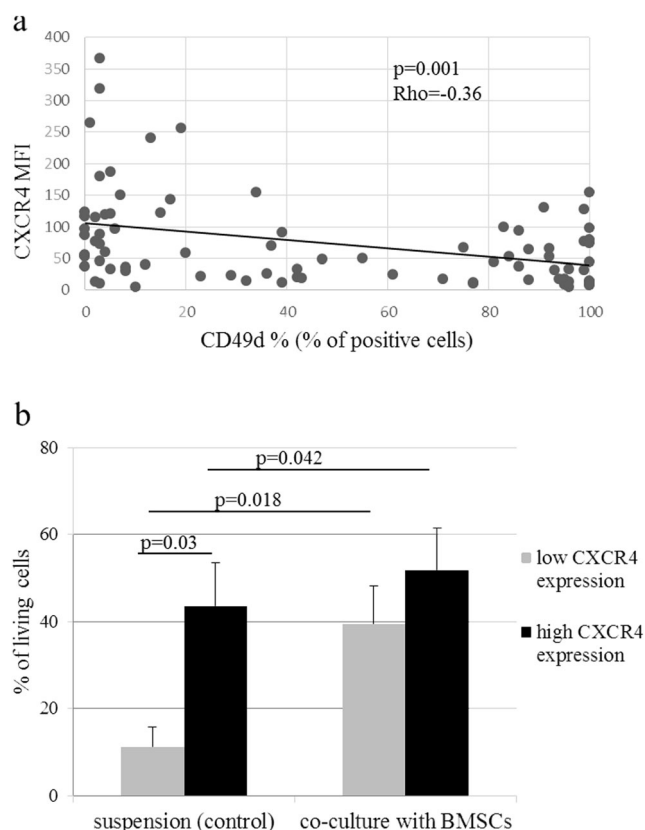 a
400
350
300
250
200
150
100
50
0
CXCR4 MFI
p=0.001
Rho=-0.36
0 20 40 60 80 100
CD49d % (% of positive cells)
b
80
60
40
20
0
% of living cells
p=0.042
p=0.018
p=0.03
low CXCR4
expression
high CXCR4
expression
suspension (control) co-culture with BMSCs